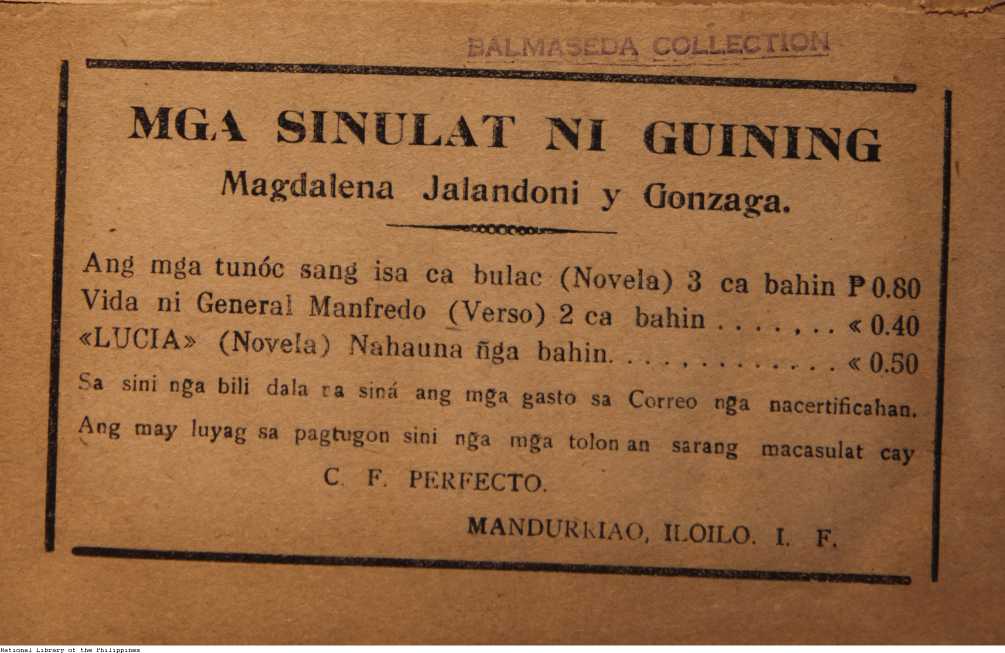 BALMASEDA COLLECTION
MGA SINULAT NI GUINING
Magdalena Jalandoni y Gonzaga.
Ang mga tunóc sang isa ca bulac (Novela) 3 ca bahin ₱ 0.80
Vida ni General Manfredo (Verso) 2 ca bahin ....... « 0.40
«LUCIA» (Novela) Nahauna ñga bahin............. « 0.50
Sa sini nga bili dala na siná ang mga gasto sa Correo nga nacertificahan.
Ang may luyag sa pagtugon sini nga mga tolon an sarang macasulat cay
C. F. PERFECTO.
MANDURRIAO, ILOILO. I. F.
National Library of the Philippines